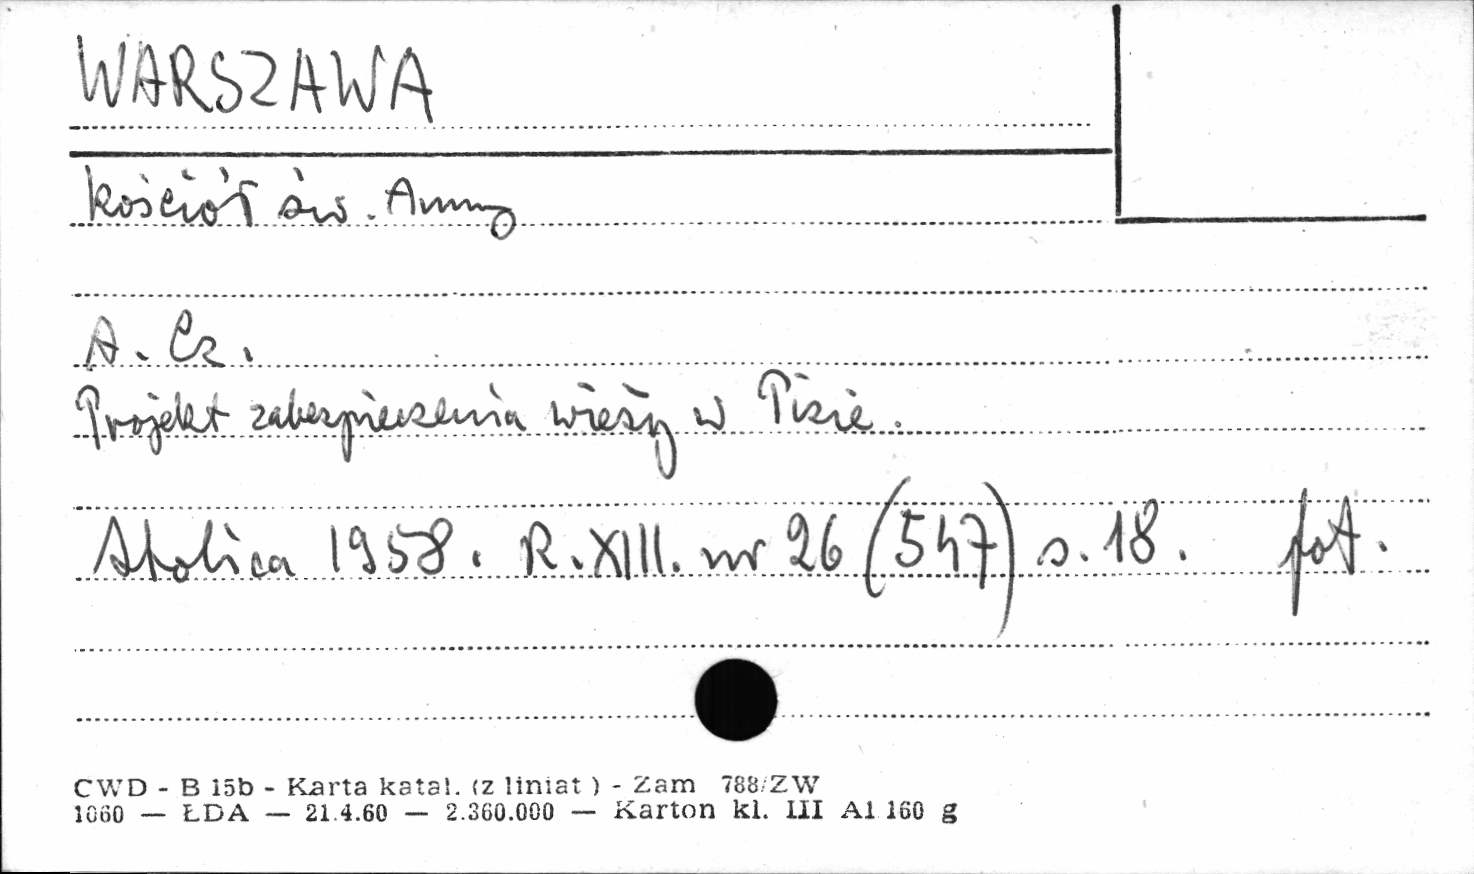 WARSZAWA
kościół św. Anny
A. Cz.
Projekt zabezpieczenia wieży w Pizie.
Stolica 1958. R. XIII. nr 26 (547) s. 18. fot.
CWD - B 15b - Karta katal. (z liniat ) - Zam 788/ZW
1060 — ŁDA — 21.4.60 — 2.360.000 — Karton kl. III A1 160 g